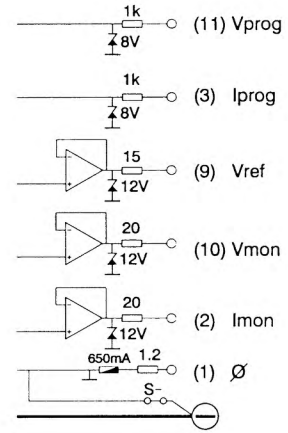 1k
(11) Vprog
8V
1k
(3) Iprog
8V
15
(9) Vref
12V
20
(10) Vmon
12V
20
(2) Imon
12V
650mA 1.2
(1) Ø
S-